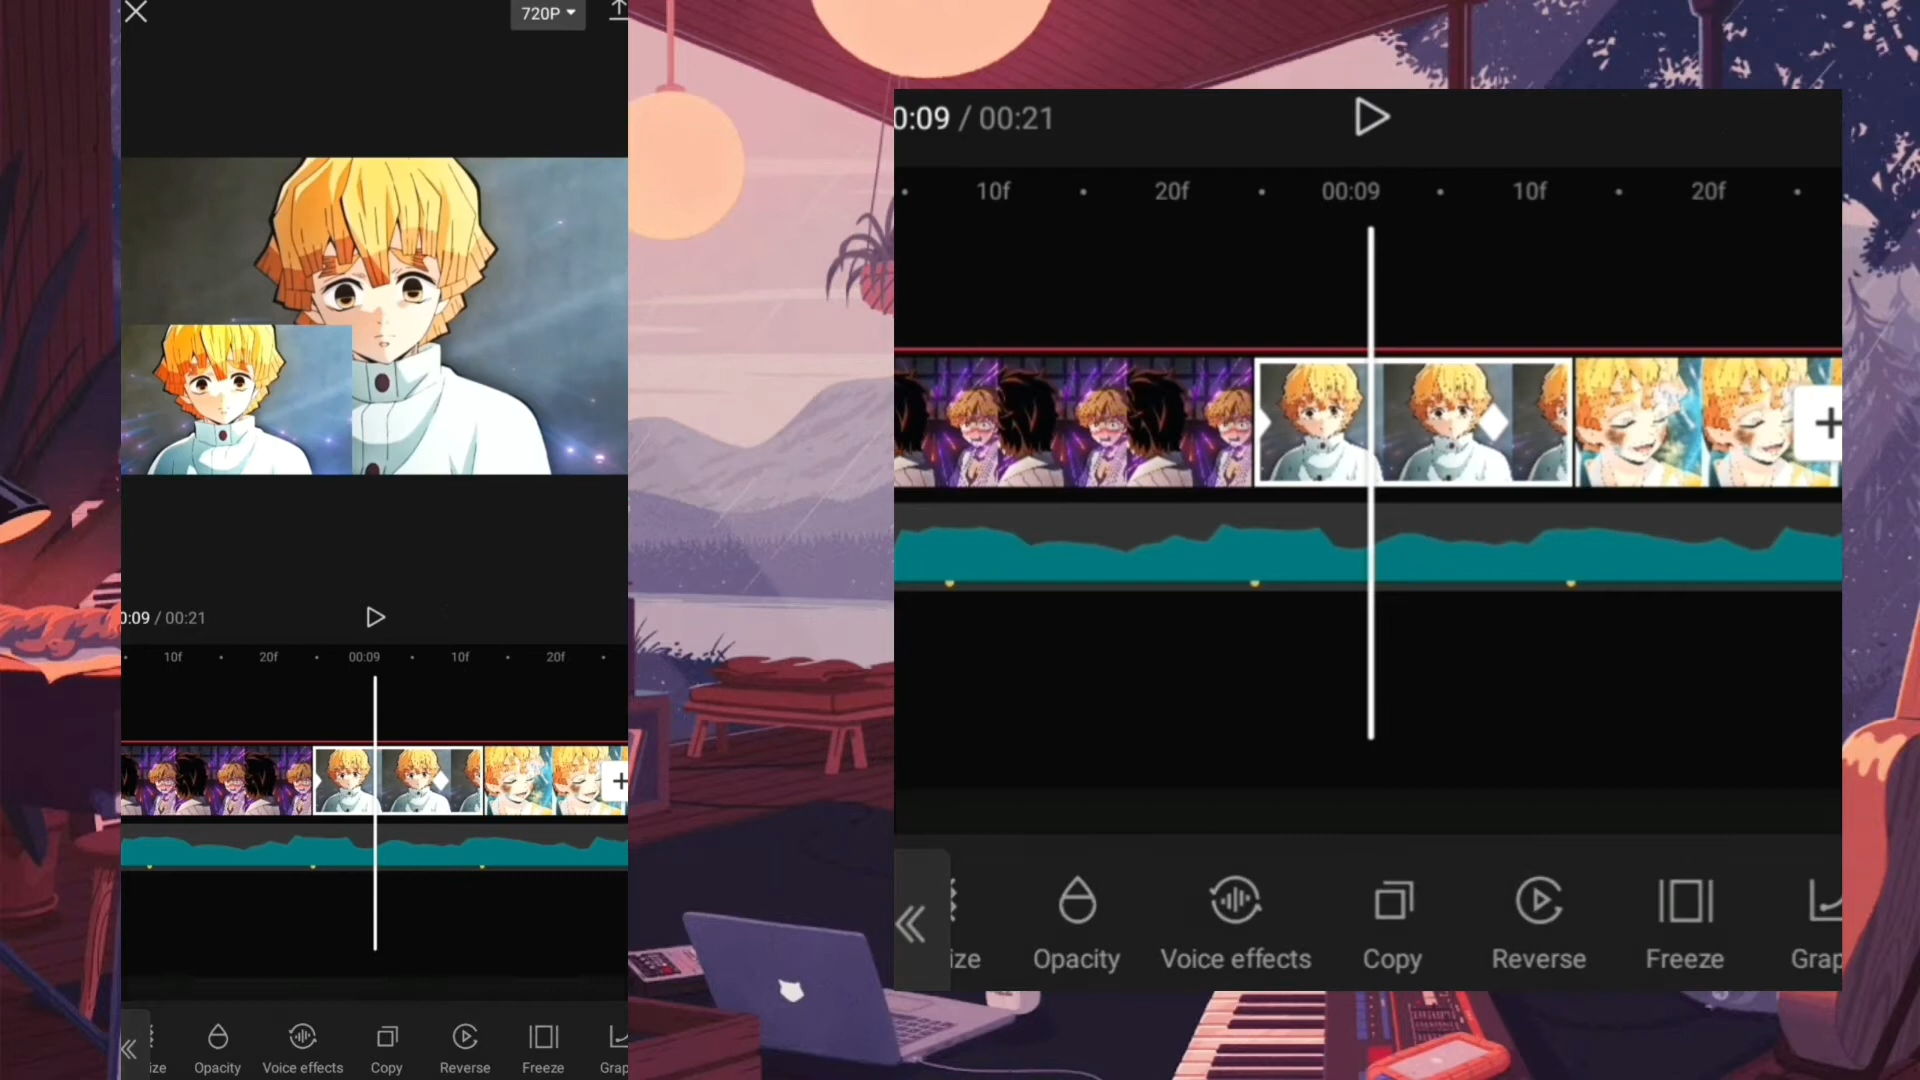 720P
0:09 / 00:21
10f 20f 00:09 10f 20f
ize Opacity Voice effects Copy Reverse Freeze Grap
0:09 / 00:21
10f 20f 00:09 10f 20f
ize Opacity Voice effects Copy Reverse Freeze Grap